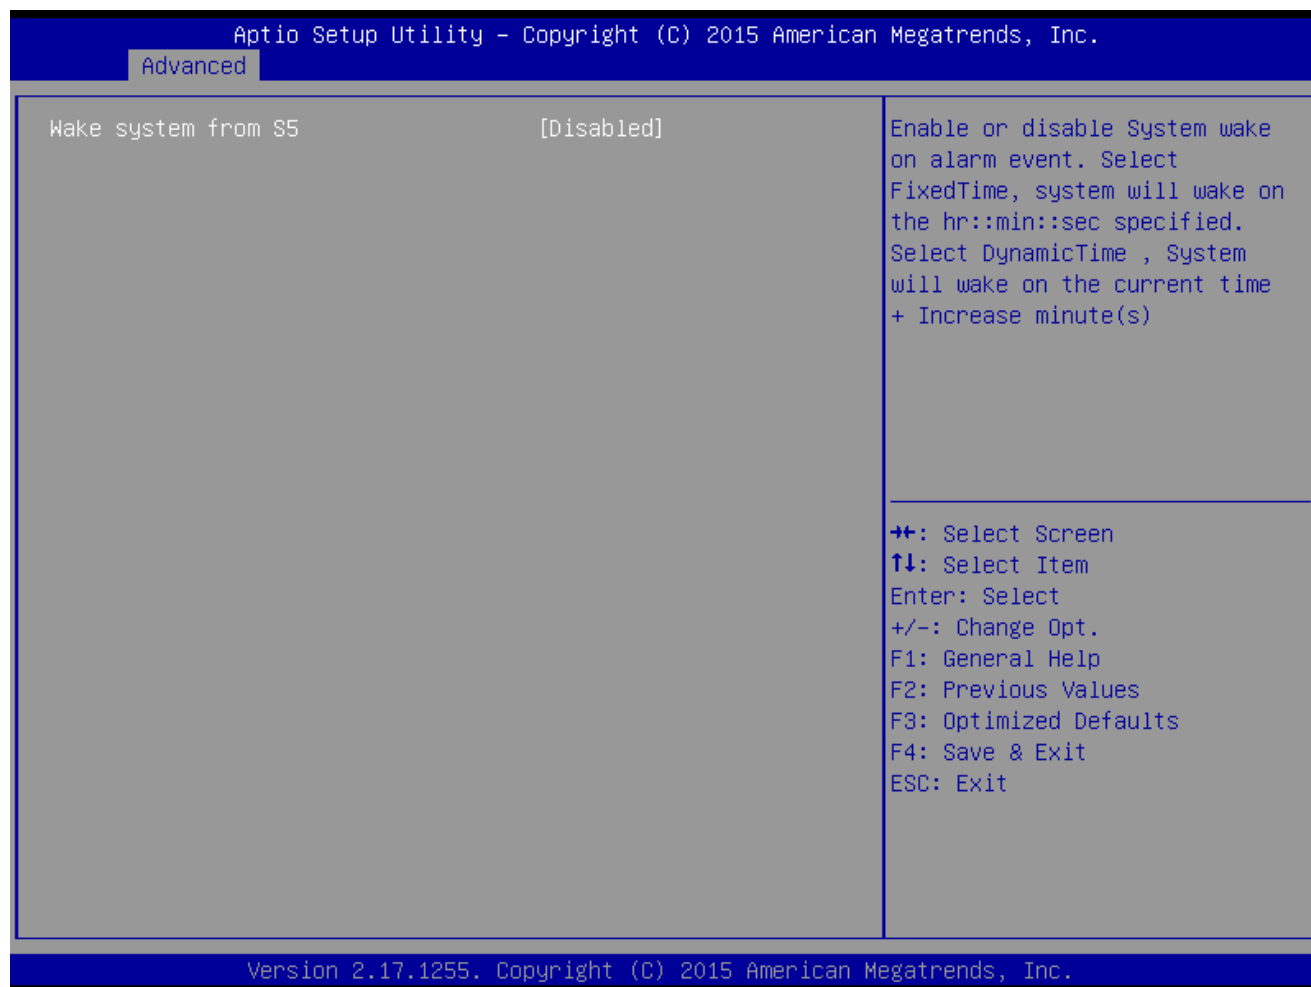 Aptio Setup Utility – Copyright (C) 2015 American Megatrends, Inc.
Advanced
Wake system from S5 [Disabled]
Enable or disable System wake
on alarm event. Select
FixedTime, system will wake on
the hr::min::sec specified.
Select DynamicTime , System
will wake on the current time
+ Increase minute(s)
→←: Select Screen
↑↓: Select Item
Enter: Select
+/-: Change Opt.
F1: General Help
F2: Previous Values
F3: Optimized Defaults
F4: Save & Exit
ESC: Exit
Version 2.17.1255. Copyright (C) 2015 American Megatrends, Inc.